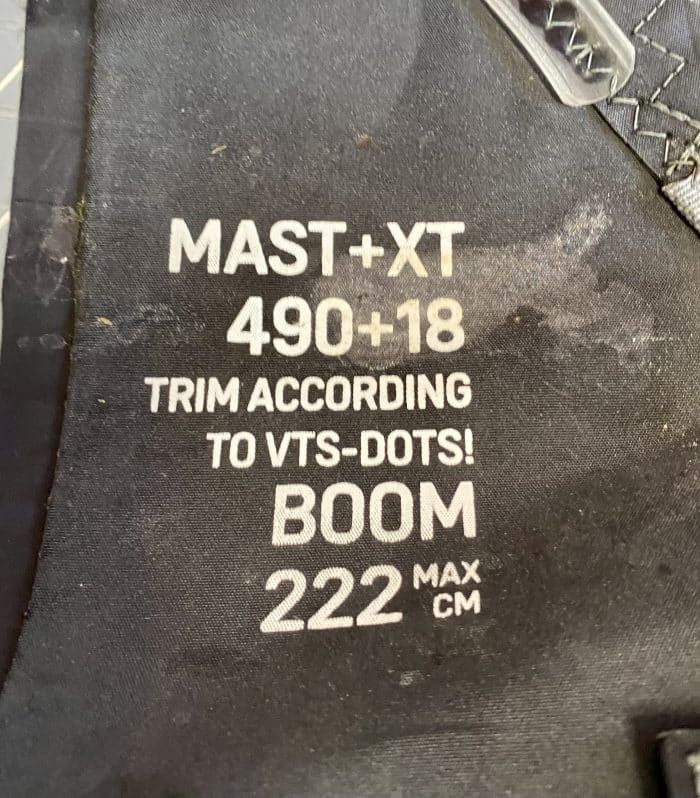 MAST+XT
490+18
TRIM ACCORDING
TO VTS-DOTS!
BOOM
222 MAX CM